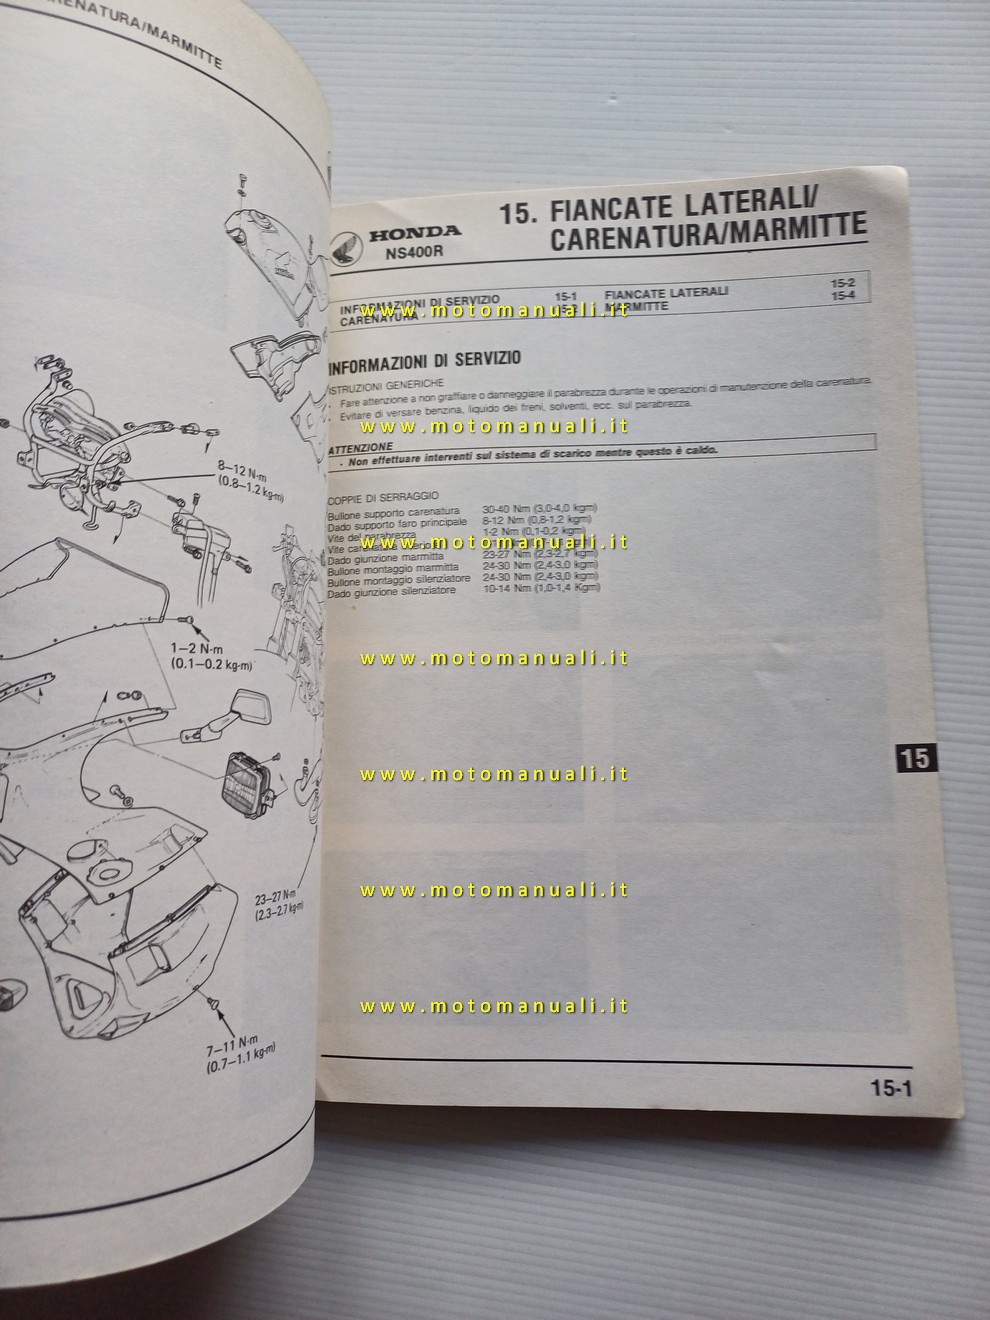 CARENATURA/MARMITTE
8–12 N·m
(0.8–1.2 kg·m)
1–2 N·m
(0.1–0.2 kg·m)
23–27 N·m
(2.3–2.7 kg·m)
7–11 N·m
(0.7–1.1 kg·m)
HONDA
NS400R
15. FIANCATE LATERALI/
CARENATURA/MARMITTE
INFORMAZIONI DI SERVIZIO 15-1 FIANCATE LATERALI 15-2
CARENATURA MARMITTE 15-4
www.motomanuali.it
INFORMAZIONI DI SERVIZIO
ISTRUZIONI GENERICHE
Fare attenzione a non graffiare o danneggiare il parabrezza durante le operazioni di manutenzione della carenatura.
Evitare di versare benzina, liquido dei freni, solventi, ecc. sul parabrezza.
www.motomanuali.it
ATTENZIONE
- Non effettuare interventi sul sistema di scarico mentre questo è caldo.
COPPIE DI SERRAGGIO
Bullone supporto carenatura 30-40 Nm (3,0-4,0 kgm)
Dado supporto faro principale 8-12 Nm (0,8-1,2 kgm)
Vite del parabrezza 1-2 Nm (0,1-0,2 kgm)
www.motomanuali.it
Dado giunzione marmitta 23-27 Nm (2,3-2,7 kgm)
Bullone montaggio marmitta 24-30 Nm (2,4-3,0 kgm)
Bullone montaggio silenziatore 24-30 Nm (2,4-3,0 kgm)
Dado giunzione silenziatore 10-14 Nm (1,0-1,4 Kgm)
www.motomanuali.it
15
www.motomanuali.it
www.motomanuali.it
www.motomanuali.it
15-1